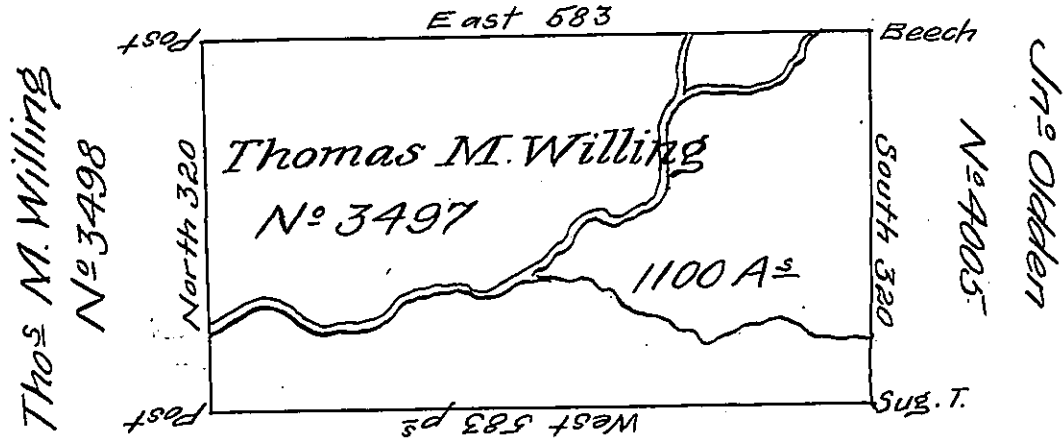 East 583
Post
Beech
Thoˢ M. Willing
Nº 3498
North 320
Thomas M. Willing
Nº 3497
1100 Aˢ
South 320
Nº 4005
Jnº Oldden
Post
West 583 pˢ
Sug. T.